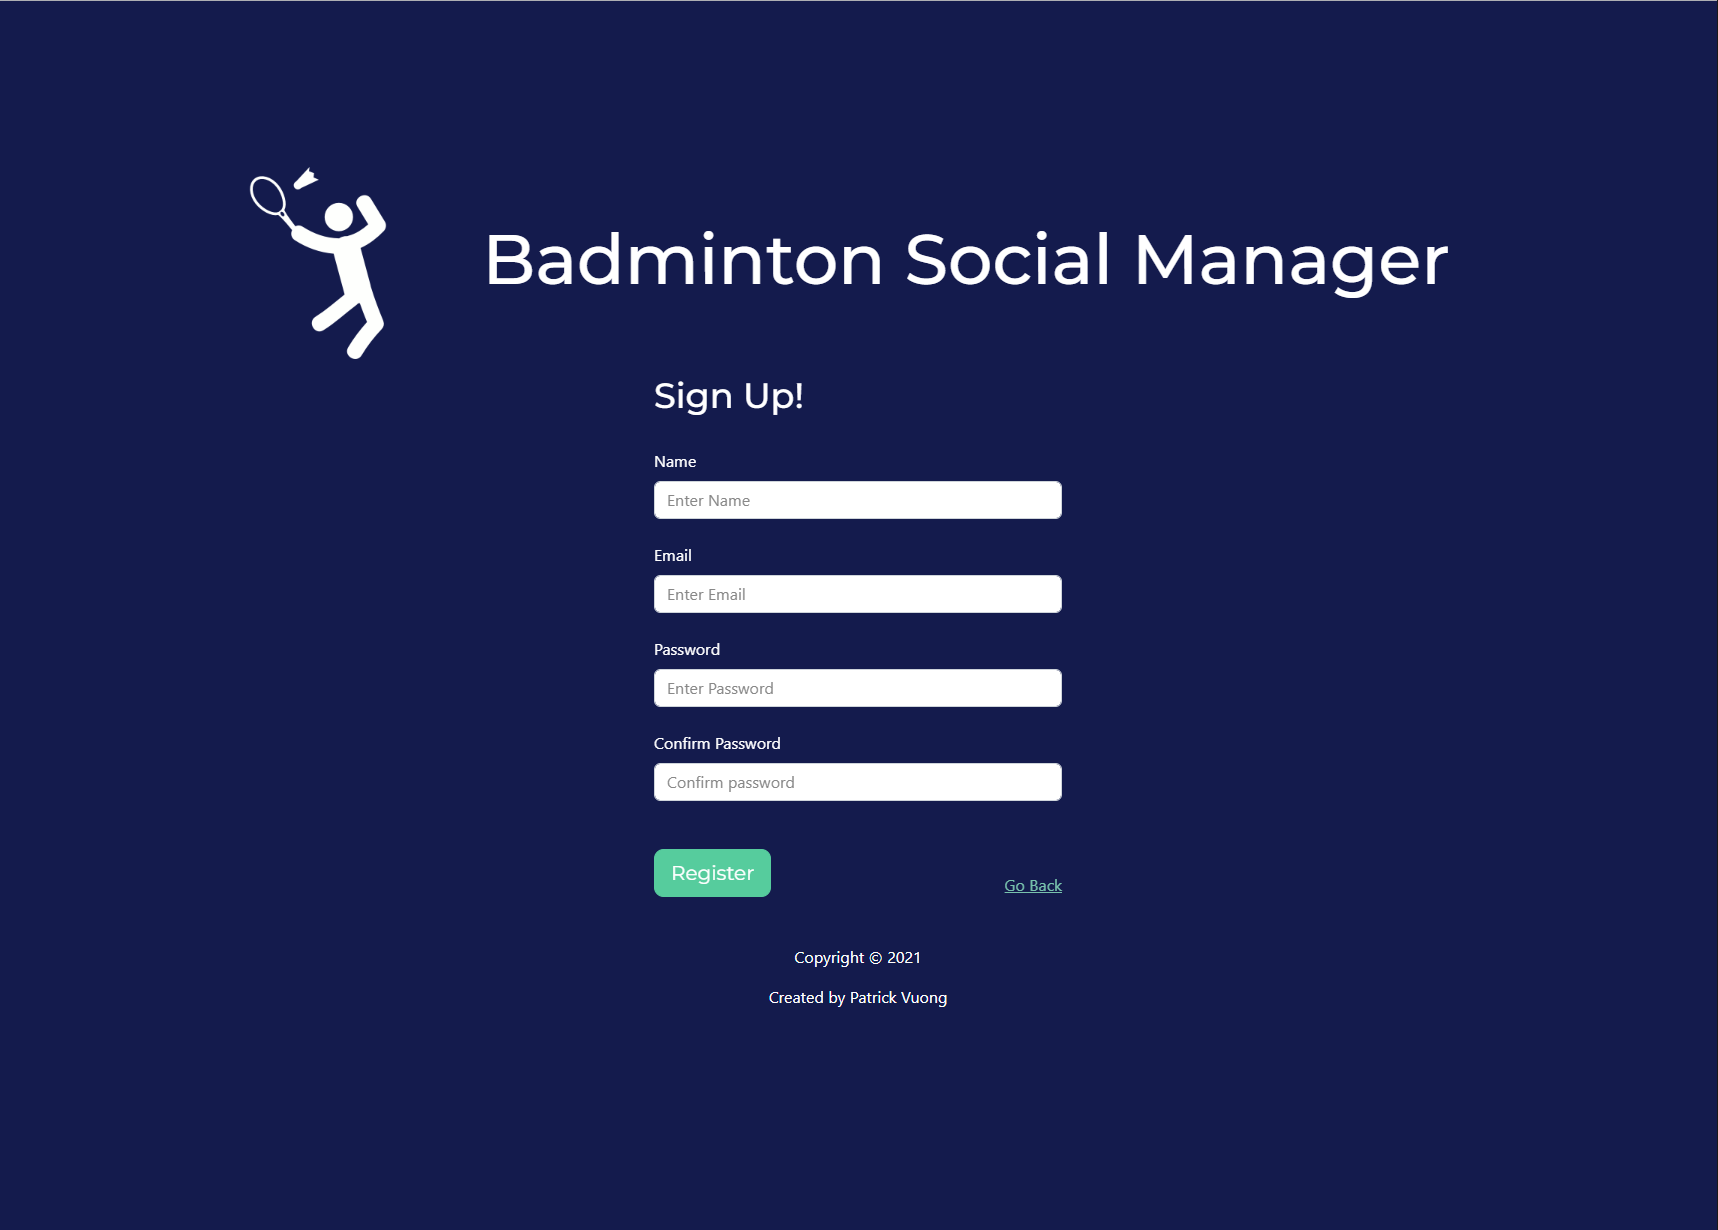 Badminton Social Manager
Sign Up!
Name
Enter Name
Email
Enter Email
Password
Enter Password
Confirm Password
Confirm password
Register
Go Back
Copyright © 2021
Created by Patrick Vuong